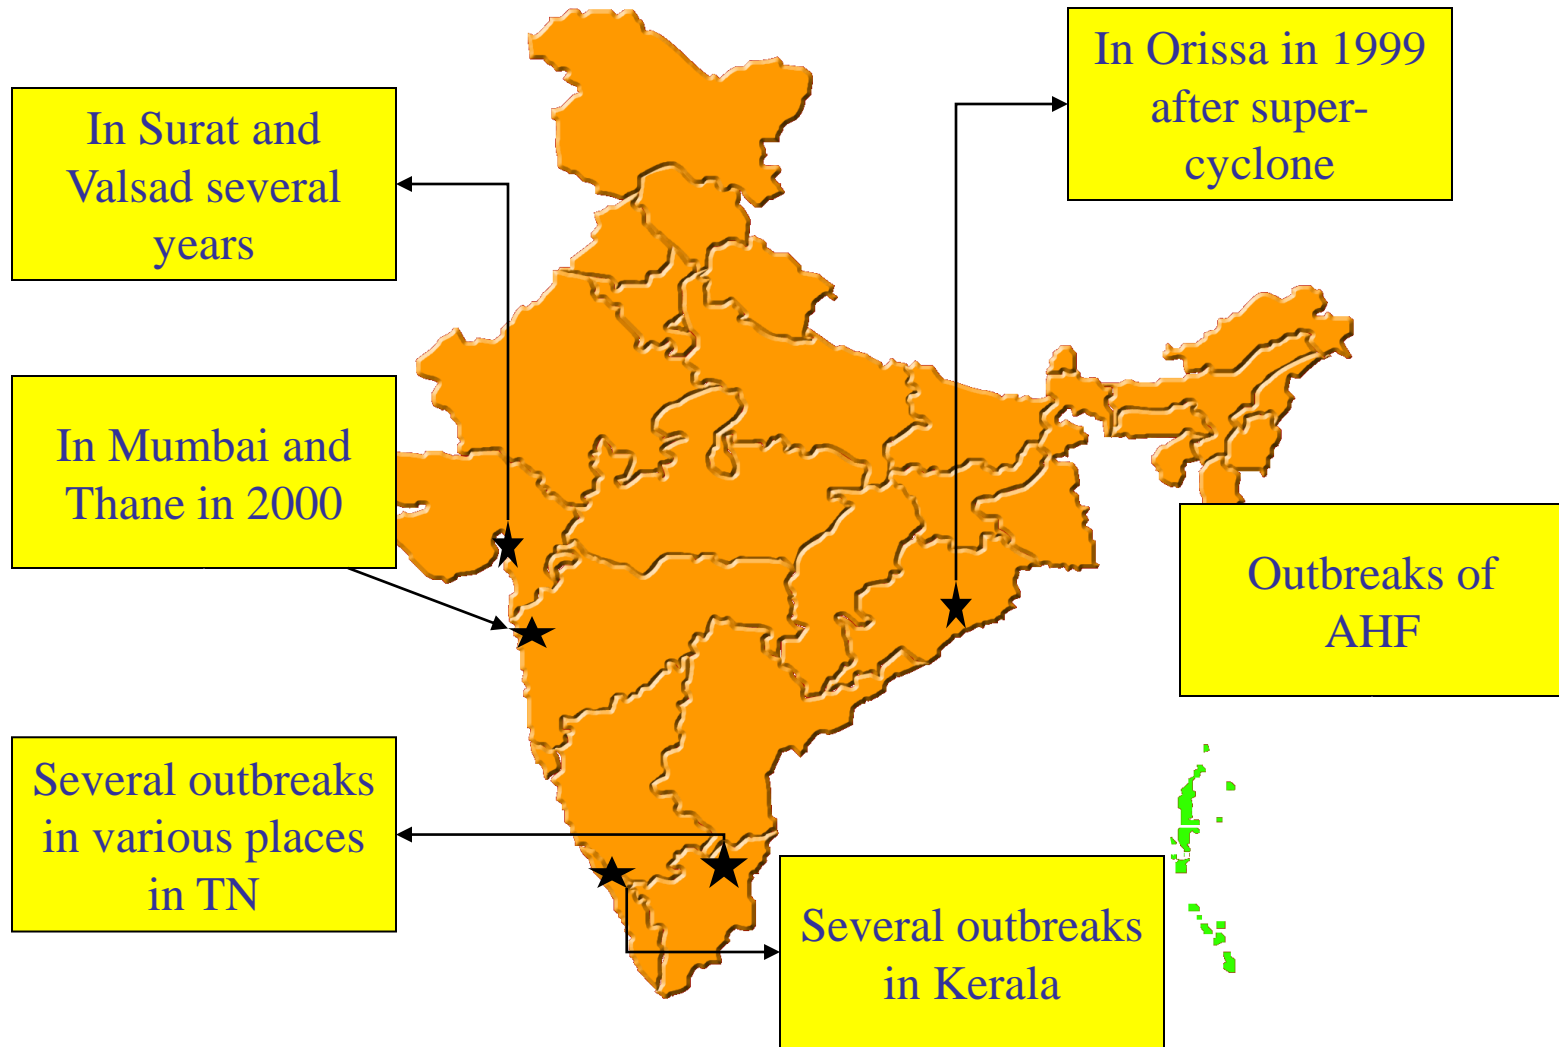 In Orissa in 1999
after super-
cyclone
In Surat and
Valsad several
years
In Mumbai and
Thane in 2000
Outbreaks of
AHF
Several outbreaks
in various places
in TN
Several outbreaks
in Kerala